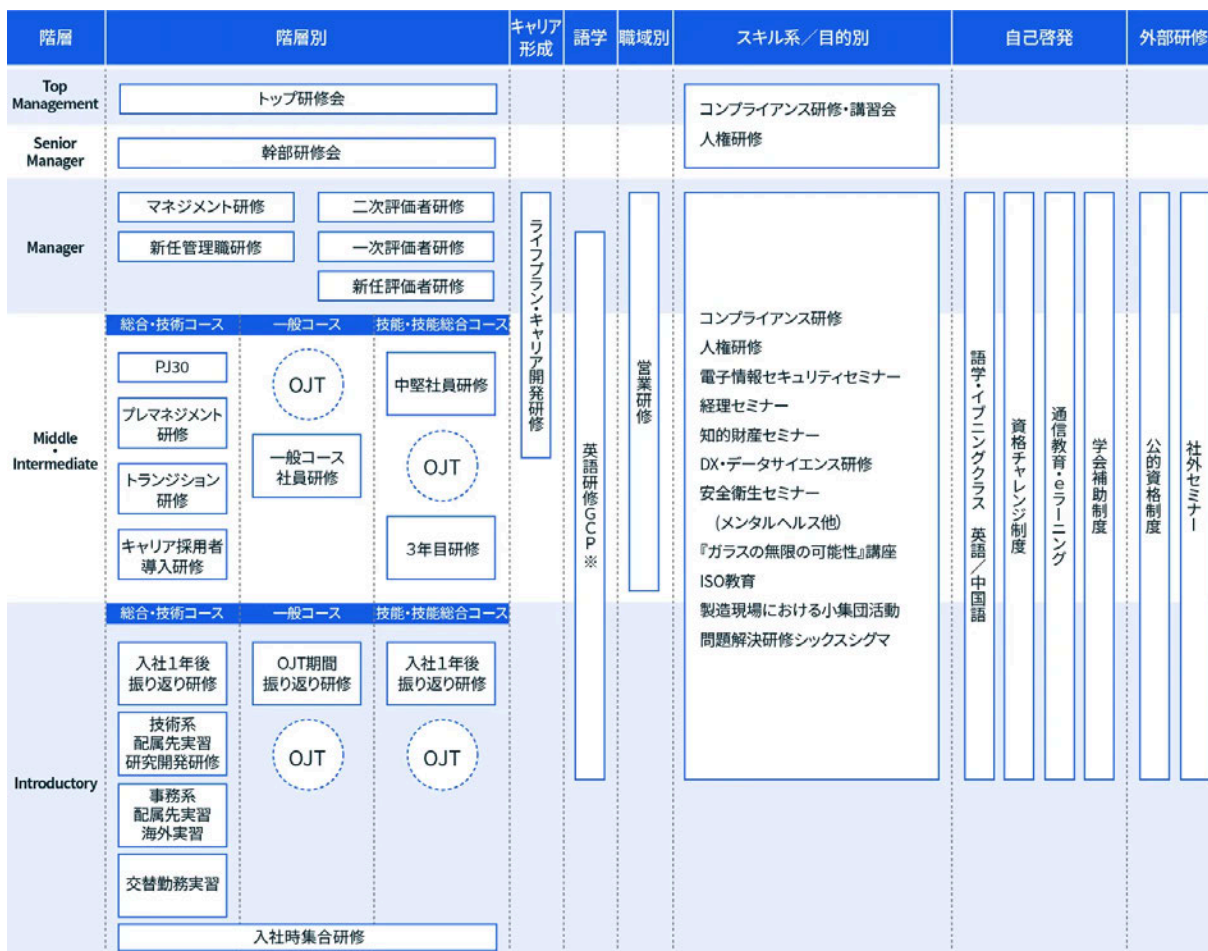 階層
階層別
キャリア
形成
語学
職域別
スキル系／目的別
自己啓発
外部研修
Top
Management
トップ研修会
コンプライアンス研修・講習会
人権研修
Senior
Manager
幹部研修会
Manager
マネジメント研修
二次評価者研修
新任管理職研修
一次評価者研修
新任評価者研修
ライフプラン・キャリア開発研修
英語研修GCP※
営業研修
コンプライアンス研修
人権研修
電子情報セキュリティセミナー
経理セミナー
知的財産セミナー
DX・データサイエンス研修
安全衛生セミナー
(メンタルヘルス他)
『ガラスの無限の可能性』講座
ISO教育
製造現場における小集団活動
問題解決研修シックスシグマ
語学・イブニングクラス 英語／中国語
資格チャレンジ制度
通信教育・eラーニング
学会補助制度
公的資格制度
社外セミナー
Middle
・
Intermediate
総合・技術コース
一般コース
技能・技能総合コース
PJ30
プレマネジメント
研修
トランジション
研修
キャリア採用者
導入研修
OJT
一般コース
社員研修
中堅社員研修
OJT
3年目研修
Introductory
総合・技術コース
一般コース
技能・技能総合コース
入社1年後
振り返り研修
技術系
配属先実習
研究開発研修
事務系
配属先実習
海外実習
交替勤務実習
OJT期間
振り返り研修
OJT
入社1年後
振り返り研修
OJT
入社時集合研修